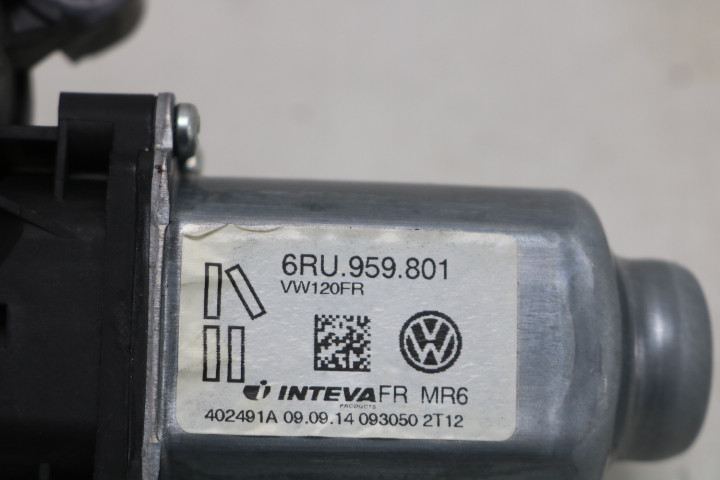 6RU.959.801
VW120FR
INTEVA FR MR6
PRODUCTS
402491A 09.09.14 093050 2T12